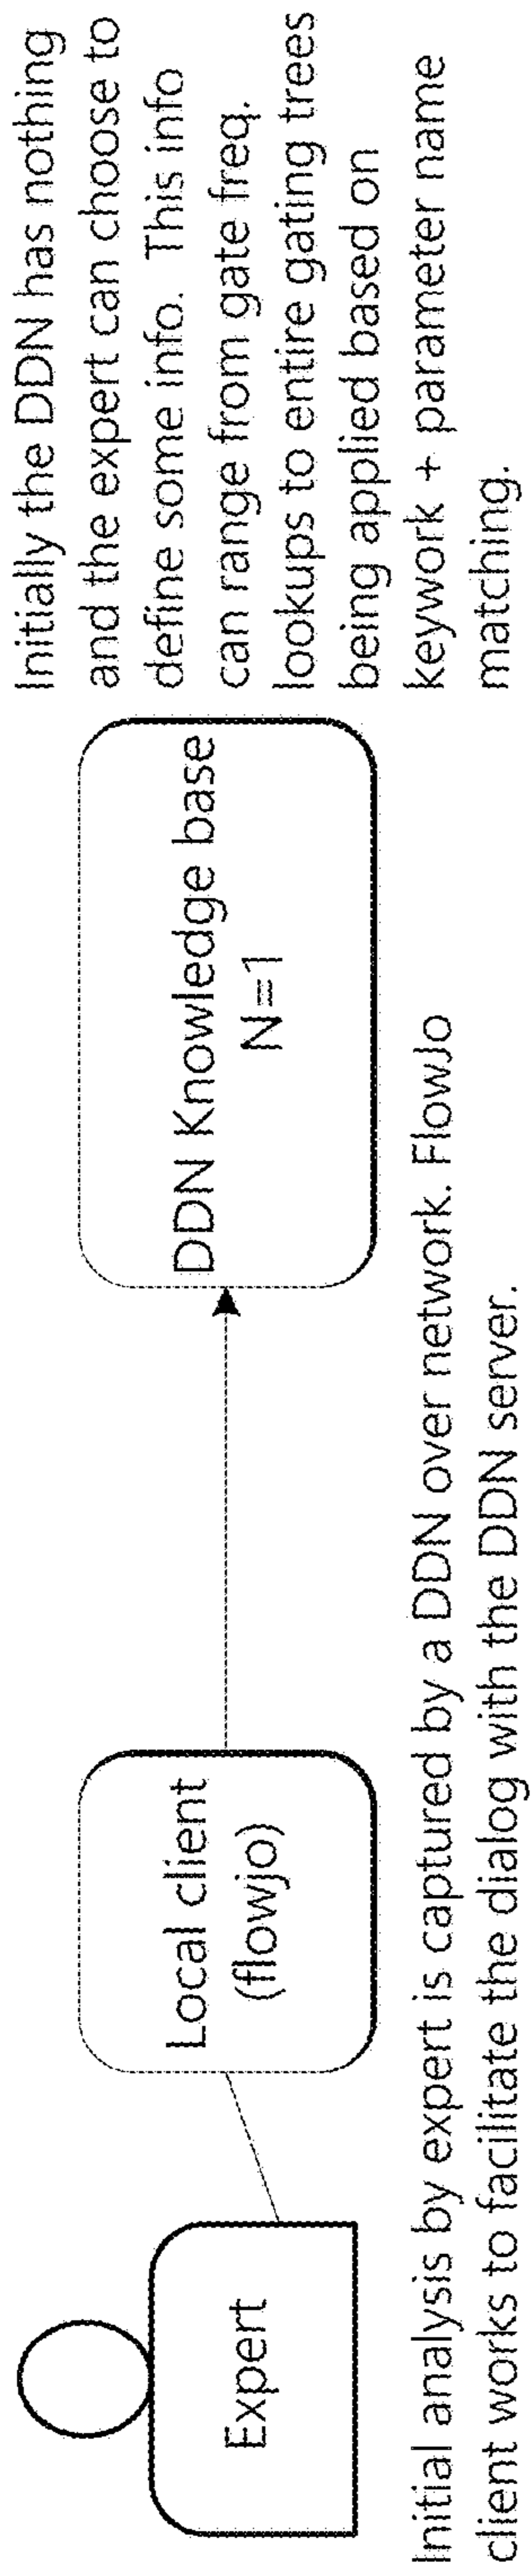 Expert
Local client
(flowjo)
DDN Knowledge base
N=1
Initially the DDN has nothing
and the expert can choose to
define some info. This info
can range from gate freq.
lookups to entire gating trees
being applied based on
keywork + parameter name
matching.
Initial analysis by expert is captured by a DDN over network. FlowJo
client works to facilitate the dialog with the DDN server.